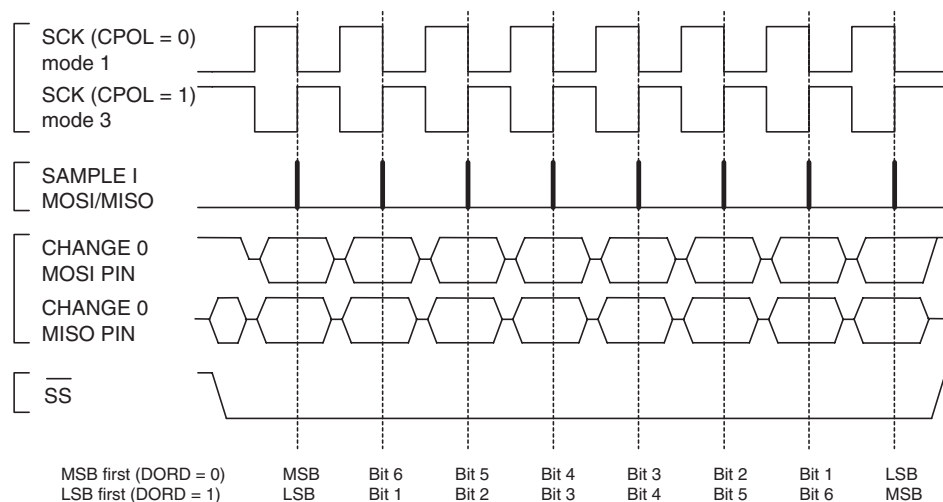 SCK (CPOL = 0)
mode 1
SCK (CPOL = 1)
mode 3
SAMPLE I
MOSI/MISO
CHANGE 0
MOSI PIN
CHANGE 0
MISO PIN
SS
MSB first (DORD = 0) MSB Bit 6 Bit 5 Bit 4 Bit 3 Bit 2 Bit 1 LSB
LSB first (DORD = 1) LSB Bit 1 Bit 2 Bit 3 Bit 4 Bit 5 Bit 6 MSB